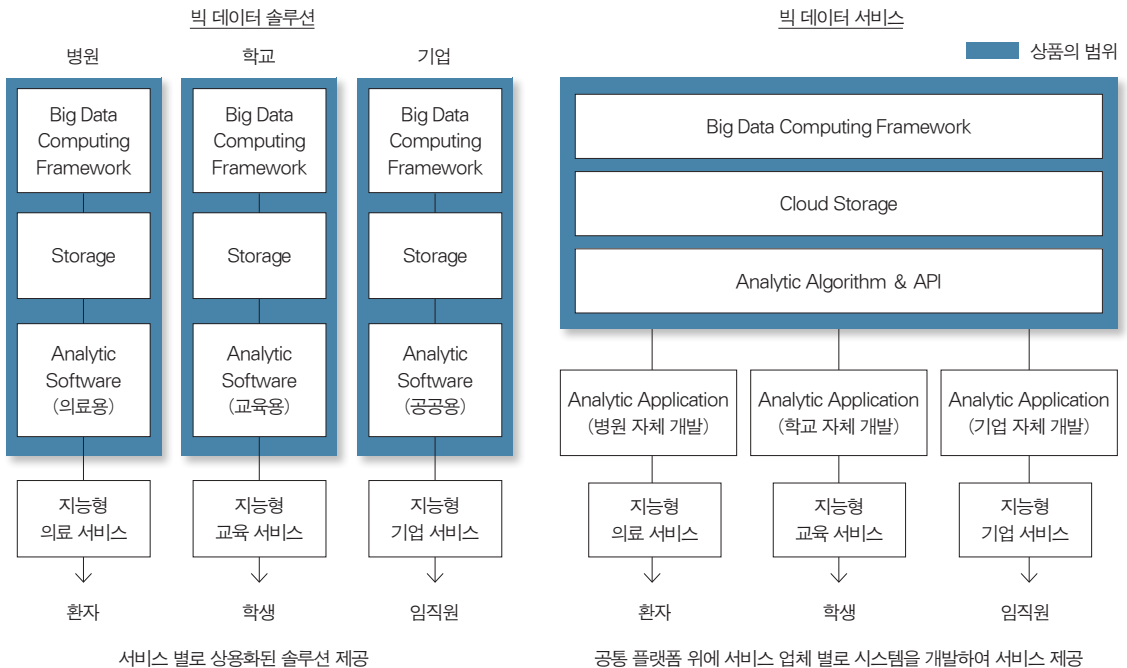 빅 데이터 솔루션
병원
학교
기업
Big Data
Computing
Framework
Storage
Analytic
Software
(의료용)
지능형
의료 서비스
환자
Big Data
Computing
Framework
Storage
Analytic
Software
(교육용)
지능형
교육 서비스
학생
Big Data
Computing
Framework
Storage
Analytic
Software
(공공용)
지능형
기업 서비스
임직원
서비스 별로 상용화된 솔루션 제공
빅 데이터 서비스
상품의 범위
Big Data Computing Framework
Cloud Storage
Analytic Algorithm & API
Analytic Application
(병원 자체 개발)
지능형
의료 서비스
환자
Analytic Application
(학교 자체 개발)
지능형
교육 서비스
학생
Analytic Application
(기업 자체 개발)
지능형
기업 서비스
임직원
공통 플랫폼 위에 서비스 업체 별로 시스템을 개발하여 서비스 제공